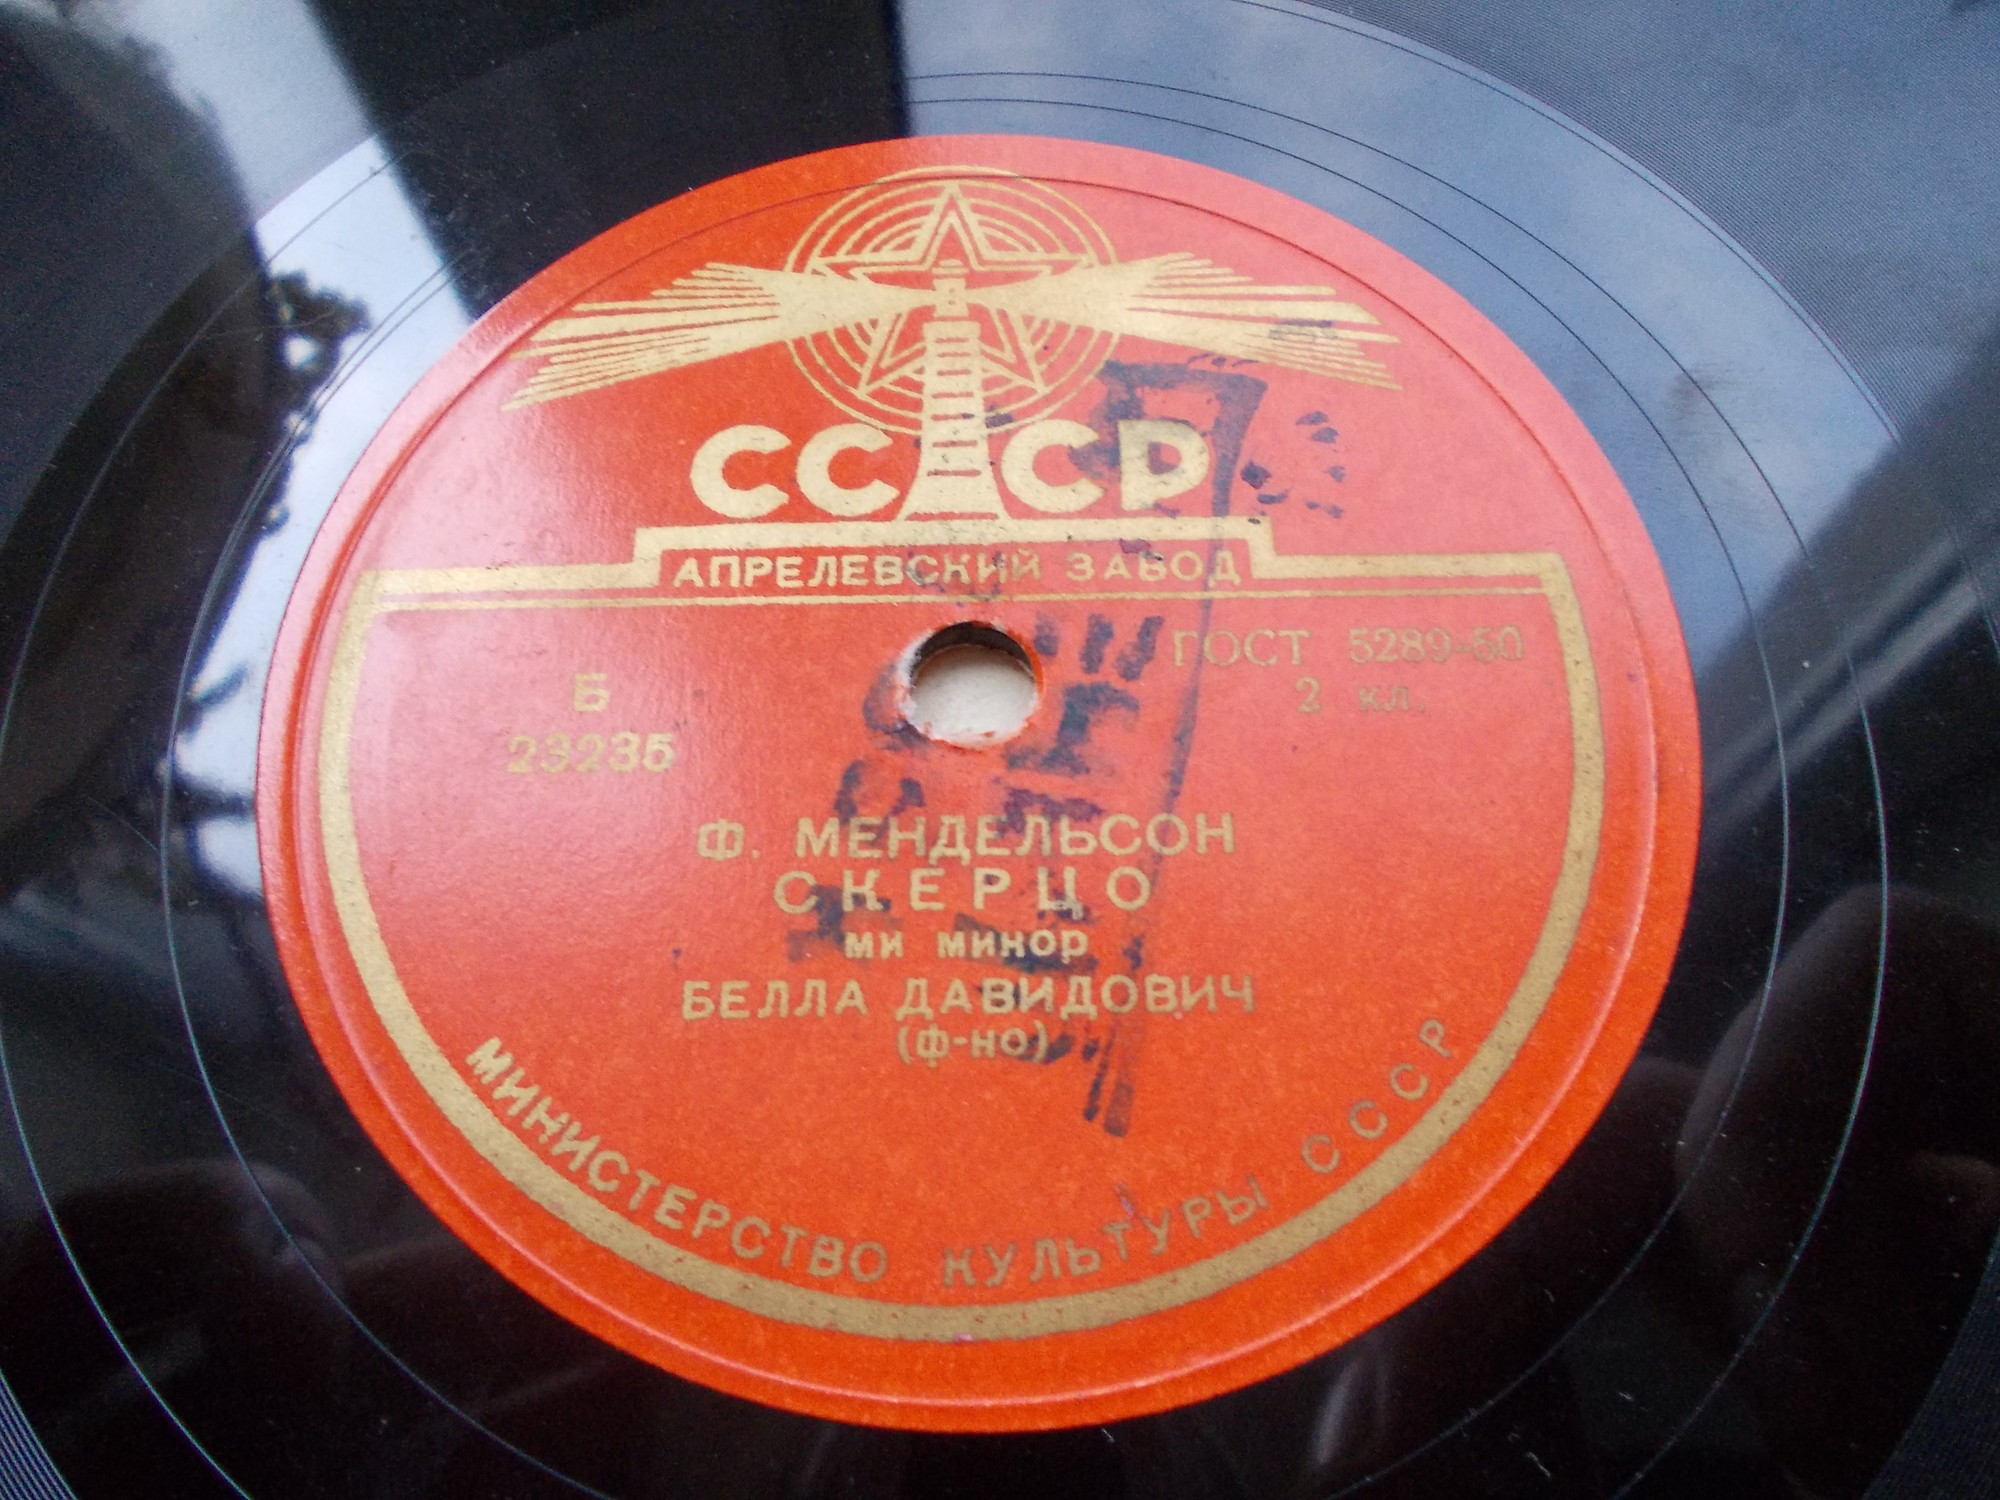 СССР
АПРЕЛЕВСКИЙ ЗАВОД
ГОСТ 5289-50
2 кл.
Б
23235
Ф. МЕНДЕЛЬСОН
СКЕРЦО
ми минор
БЕЛЛА ДАВИДОВИЧ
(ф-но)
МИНИСТЕРСТВО КУЛЬТУРЫ СССР